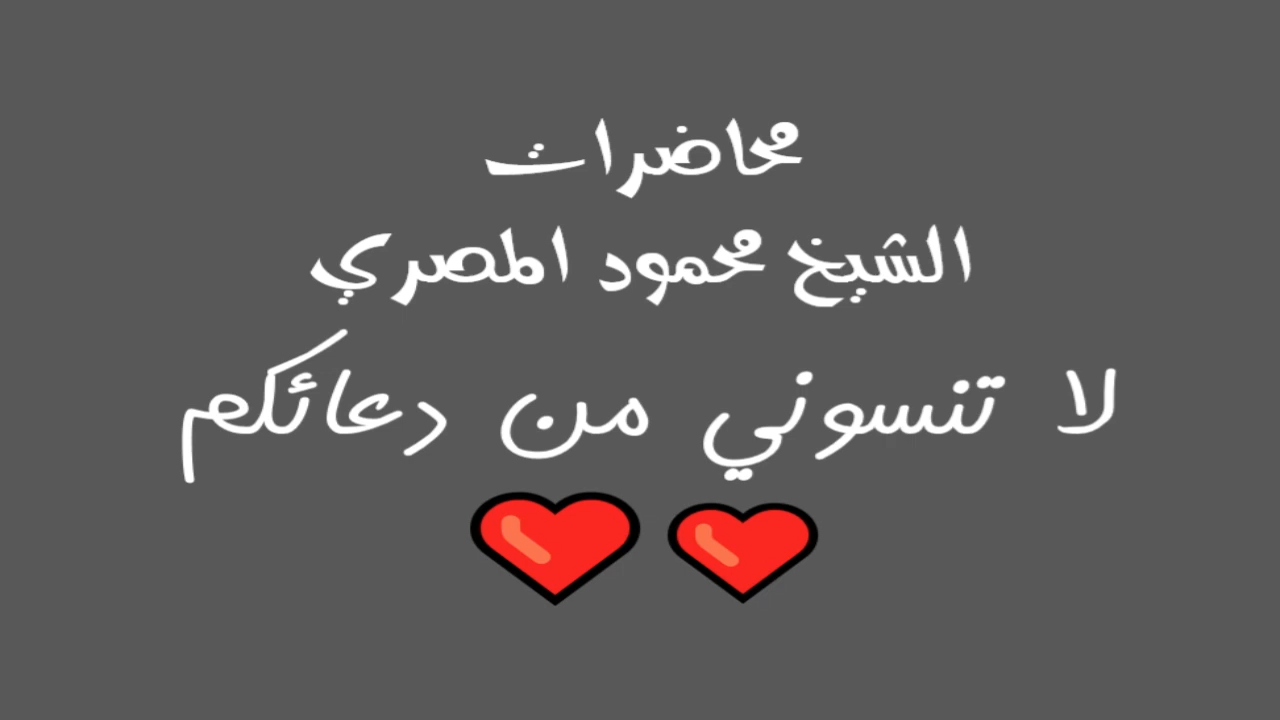 محاضرات
الشيخ محمود المصري
لا تنسوني من دعائكم